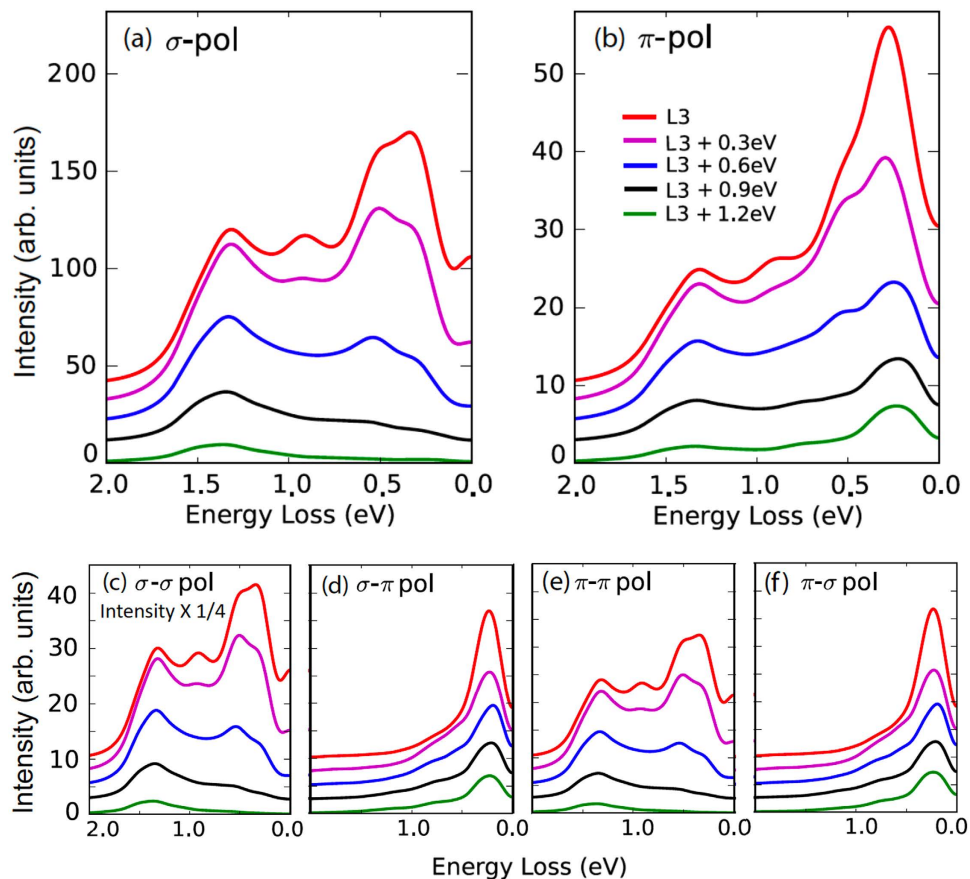 (a) σ-pol
(b) π-pol
200
150
100
50
0
50
40
30
20
10
0
Intensity (arb. units)
L3
L3 + 0.3eV
L3 + 0.6eV
L3 + 0.9eV
L3 + 1.2eV
2.0 1.5 1.0 0.5 0.0
2.0 1.5 1.0 0.5 0.0
Energy Loss (eV)
Energy Loss (eV)
(c) σ-σ pol
Intensity X 1/4
(d) σ-π pol
(e) π-π pol
(f) π-σ pol
40
30
20
10
0
Intensity (arb. units)
2.0 1.0 0.0
1.0 0.0
1.0 0.0
1.0 0.0
Energy Loss (eV)